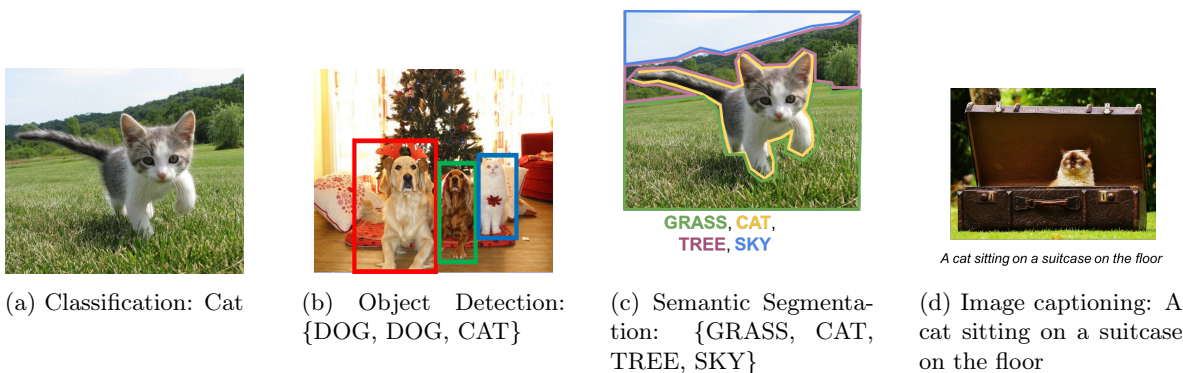 GRASS, CAT,
TREE, SKY
A cat sitting on a suitcase on the floor
(a) Classification: Cat
(b) Object Detection:
{DOG, DOG, CAT}
(c) Semantic Segmenta-
tion: {GRASS, CAT,
TREE, SKY}
(d) Image captioning: A
cat sitting on a suitcase
on the floor